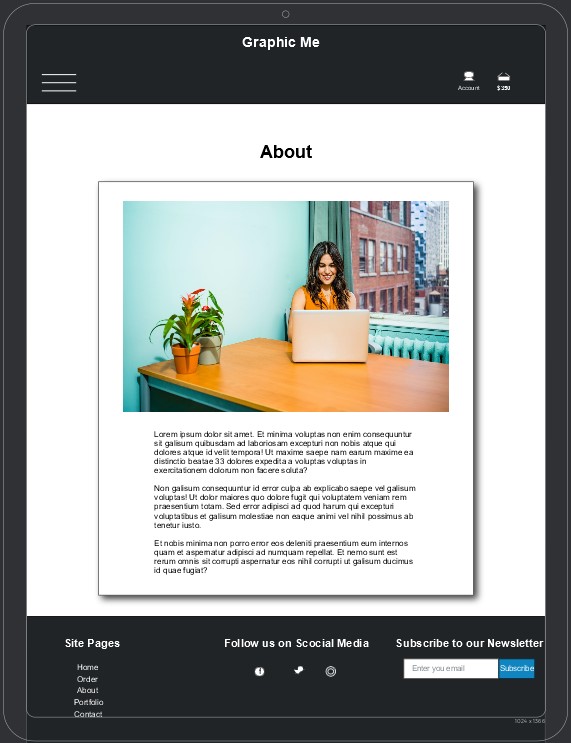 Graphic Me
Account
$350
About
Lorem ipsum dolor sit amet. Et minima voluptas non enim consequuntur
sit galisum quibusdam ad laboriosam excepturi non nobis atque qui
dolores atque id velit tempora! Ut maxime saepe nam earum maxime ea
distinctio beatae 33 dolores expedita a voluptas voluptas in
exercitationem dolorum non facere soluta?
Non galisum consequuntur id error culpa ab explicabo saepe vel galisum
voluptas! Ut dolor maiores quo dolore fugit qui voluptatem veniam rem
praesentium totam. Sed error adipisci ad quod harum qui excepturi
voluptatibus et galisum molestiae non eaque animi vel nihil possimus ab
tenetur iusto.
Et nobis minima non porro error eos deleniti praesentium eum internos
quam et aspernatur adipisci ad numquam repellat. Et nemo sunt est
rerum omnis sit corrupti aspernatur eos nihil corrupti ut galisum ducimus
id quae fugiat?
Site Pages
Home
Order
About
Portfolio
Contact
Follow us on Scocial Media
Subscribe to our Newsletter
Enter you email
Subscribe
1024 x 1366